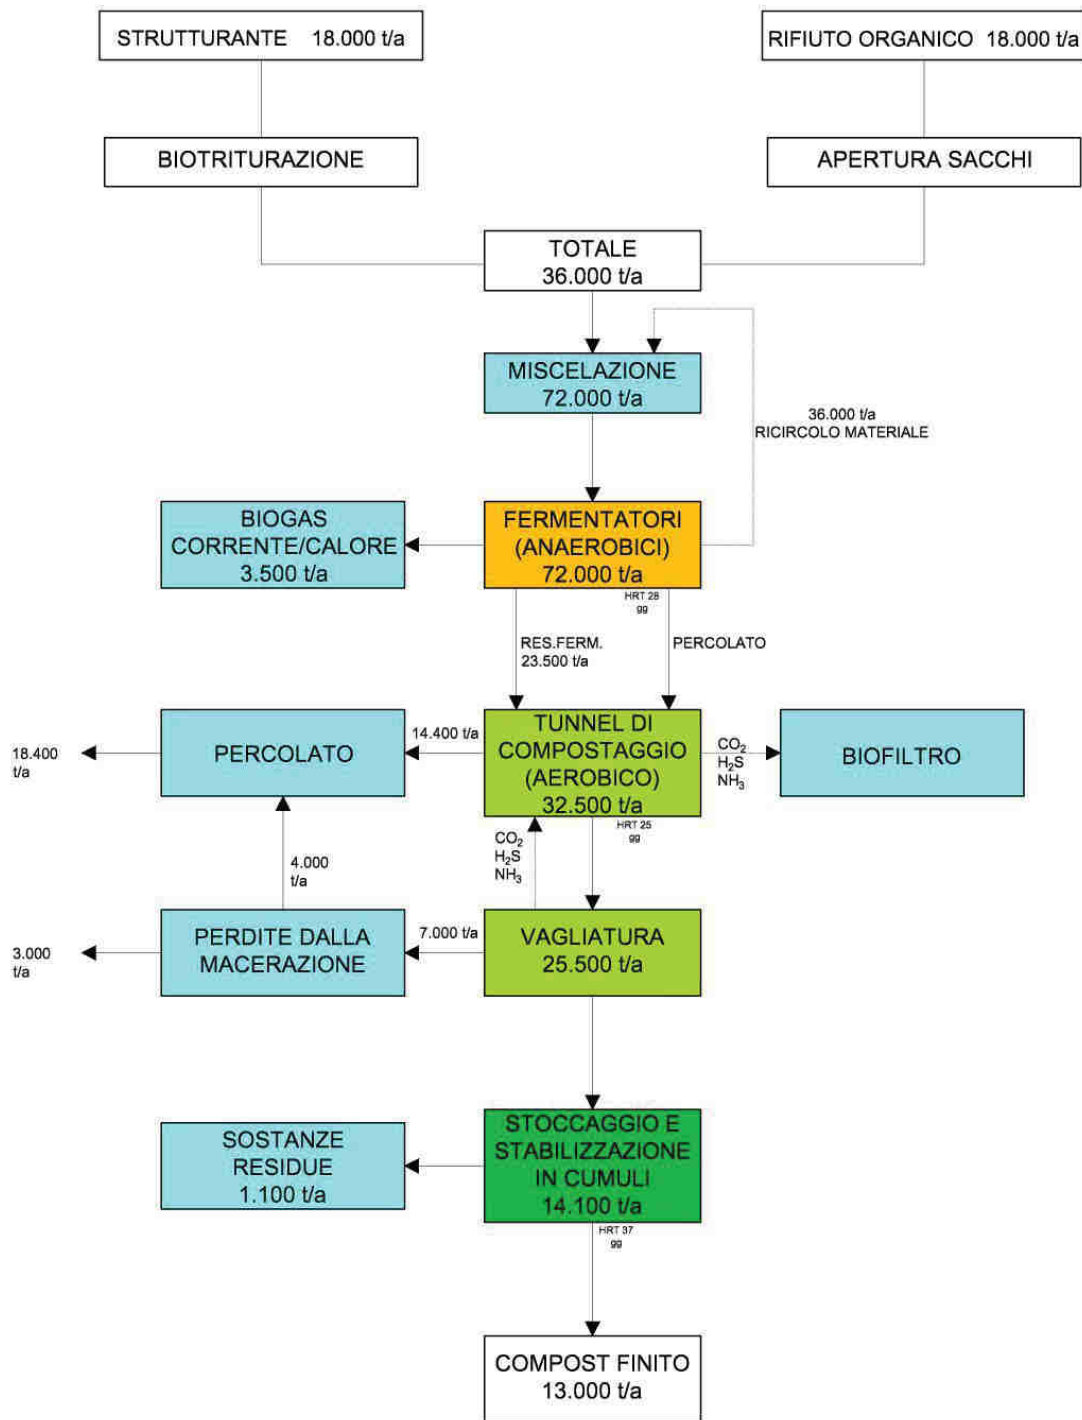 STRUTTURANTE 18.000 t/a
RIFIUTO ORGANICO 18.000 t/a
BIOTRITURAZIONE
APERTURA SACCHI
TOTALE
36.000 t/a
MISCELAZIONE
72.000 t/a
36.000 t/a
RICIRCOLO MATERIALE
BIOGAS
CORRENTE/CALORE
3.500 t/a
FERMENTATORI
(ANAEROBICI)
72.000 t/a
HRT 28
gg
RES.FERM.
23.500 t/a
PERCOLATO
18.400
t/a
PERCOLATO
14.400 t/a
TUNNEL DI
COMPOSTAGGIO
(AEROBICO)
32.500 t/a
CO₂
H₂S
NH₃
BIOFILTRO
HRT 25
gg
4.000
t/a
CO₂
H₂S
NH₃
3.000
t/a
PERDITE DALLA
MACERAZIONE
7.000 t/a
VAGLIATURA
25.500 t/a
SOSTANZE
RESIDUE
1.100 t/a
STOCCAGGIO E
STABILIZZAZIONE
IN CUMULI
14.100 t/a
HRT 37
gg
COMPOST FINITO
13.000 t/a